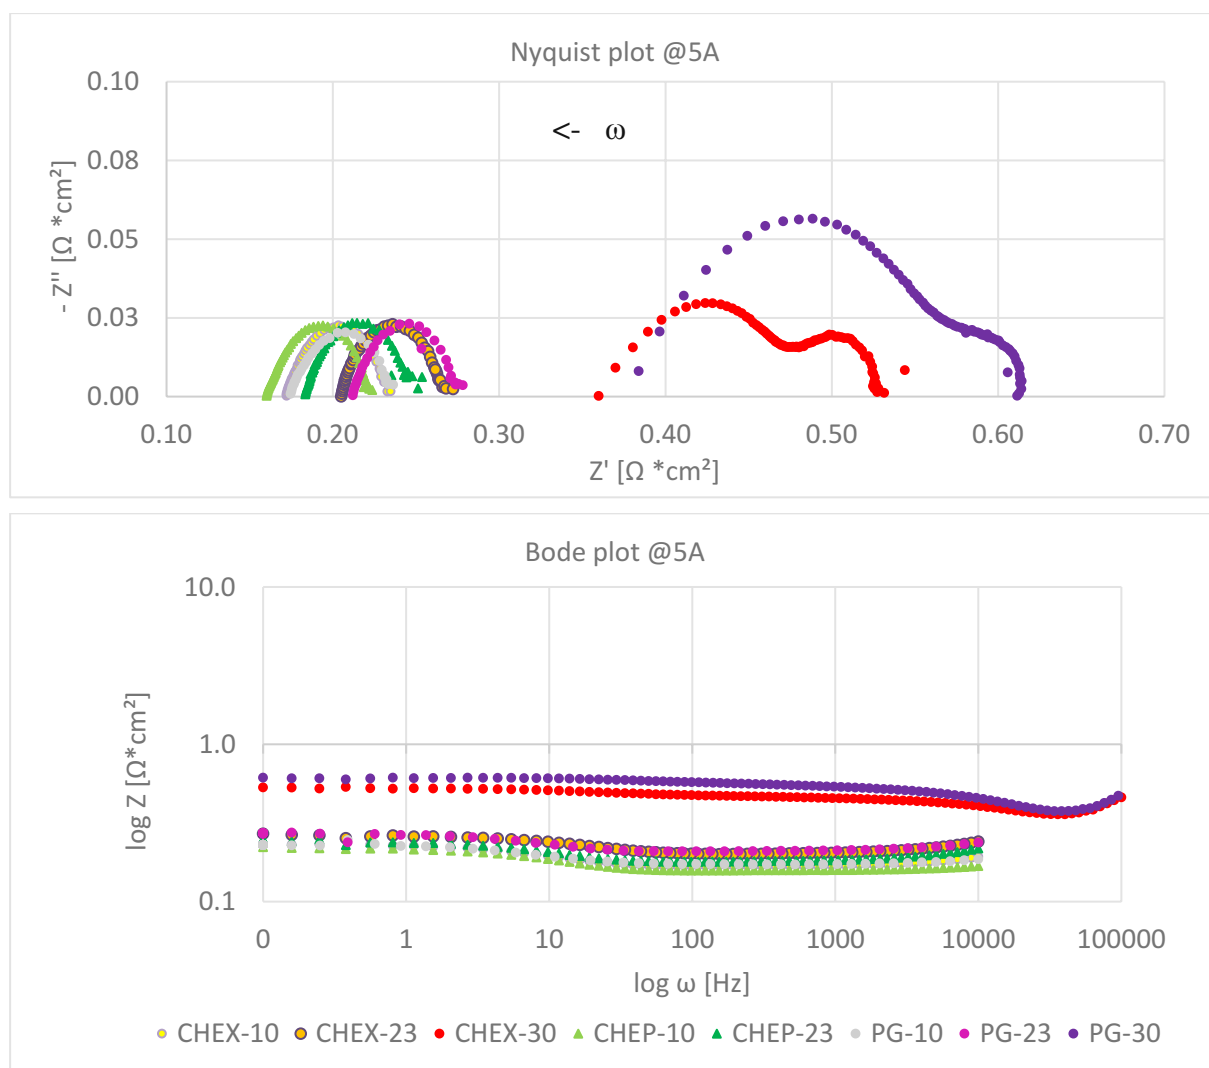 Nyquist plot @5A
0.10
0.08
0.05
0.03
0.00
- Z'' [Ω *cm²]
<- ω
0.10 0.20 0.30 0.40 0.50 0.60 0.70
Z' [Ω *cm²]
Bode plot @5A
10.0
1.0
0.1
log Z [Ω*cm²]
0 1 10 100 1000 10000 100000
log ω [Hz]
CHEX-10 CHEX-23 CHEX-30 CHEP-10 CHEP-23 PG-10 PG-23 PG-30